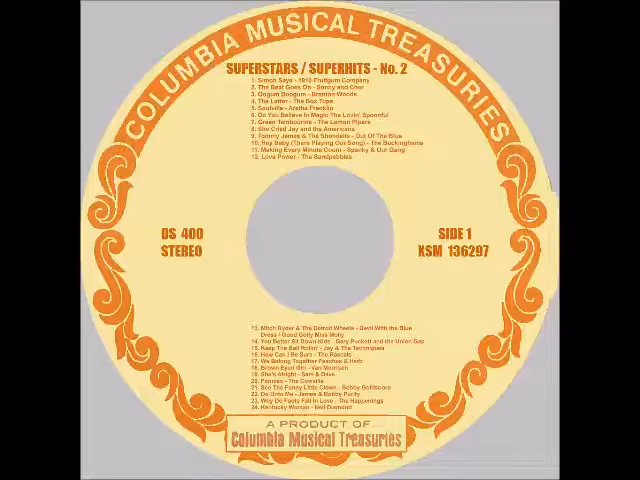 COLUMBIA MUSICAL TREASURIES
SUPERSTARS / SUPERHITS - No. 2
1. Simon Says - 1910 Fruitgum Company
2. The Beat Goes On - Sonny and Cher
3. Oogum Boogum - Brenton Woods
4. The Letter - The Box Tops
5. Soulville - Aretha Franklin
6. Do You Believe In Magic The Lovin' Spoonful
7. Green Tambourine - The Lemon Pipers
8. She Cried Jay and the Americans
9. Tommy James & The Shondells - Out Of The Blue
10. Hey Baby (There Playing Our Song) - The Buckinghams
11. Making Every Minute Count - Spanky & Our Gang
12. Love Power - The Sandpebbles
DS 400
STEREO
SIDE 1
XSM 136297
13. Mitch Ryder & The Detroit Wheels - Devil With the Blue
Dress / Good Golly Miss Molly
14. You Better Sit Down Kids - Gary Puckett and the Union Gap
15. Keep The Ball Rollin' - Jay & The Techniques
16. How Can I Be Sure - The Rascals
17. We Belong Together Peaches & Herb
18. Brown Eyed Girl - Van Morrison
19. She's Alright - Sam & Dave
20. Pennies - The Cowsills
21. See The Funny Little Clown - Bobby Goldsboro
22. Do Unto Me - James & Bobby Purify
23. Why Do Fools Fall In Love - The Happenings
24. Kentucky Woman - Neil Diamond
A PRODUCT OF
Columbia Musical Treasuries